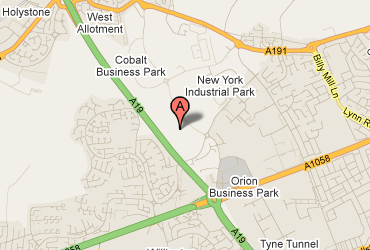 Holystone
West
Allotment
Cobalt
Business Park
A191
Billy Mill Ln
New York
Industrial Park
Lynn R
A19
A
A1058
Orion
Business Park
058
A19
Tyne Tunnel